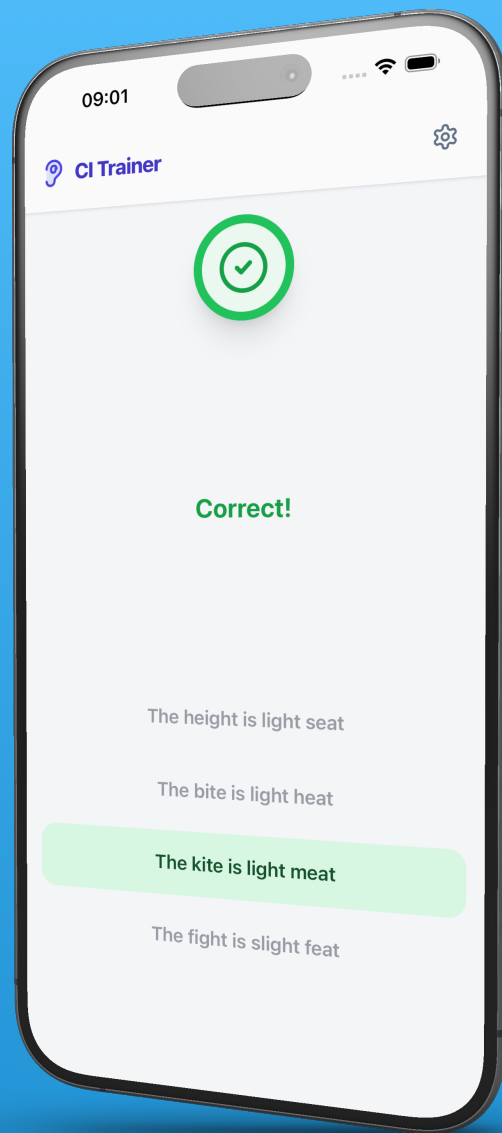 09:01
CI Trainer
Correct!
The height is light seat
The bite is light heat
The kite is light meat
The fight is slight feat